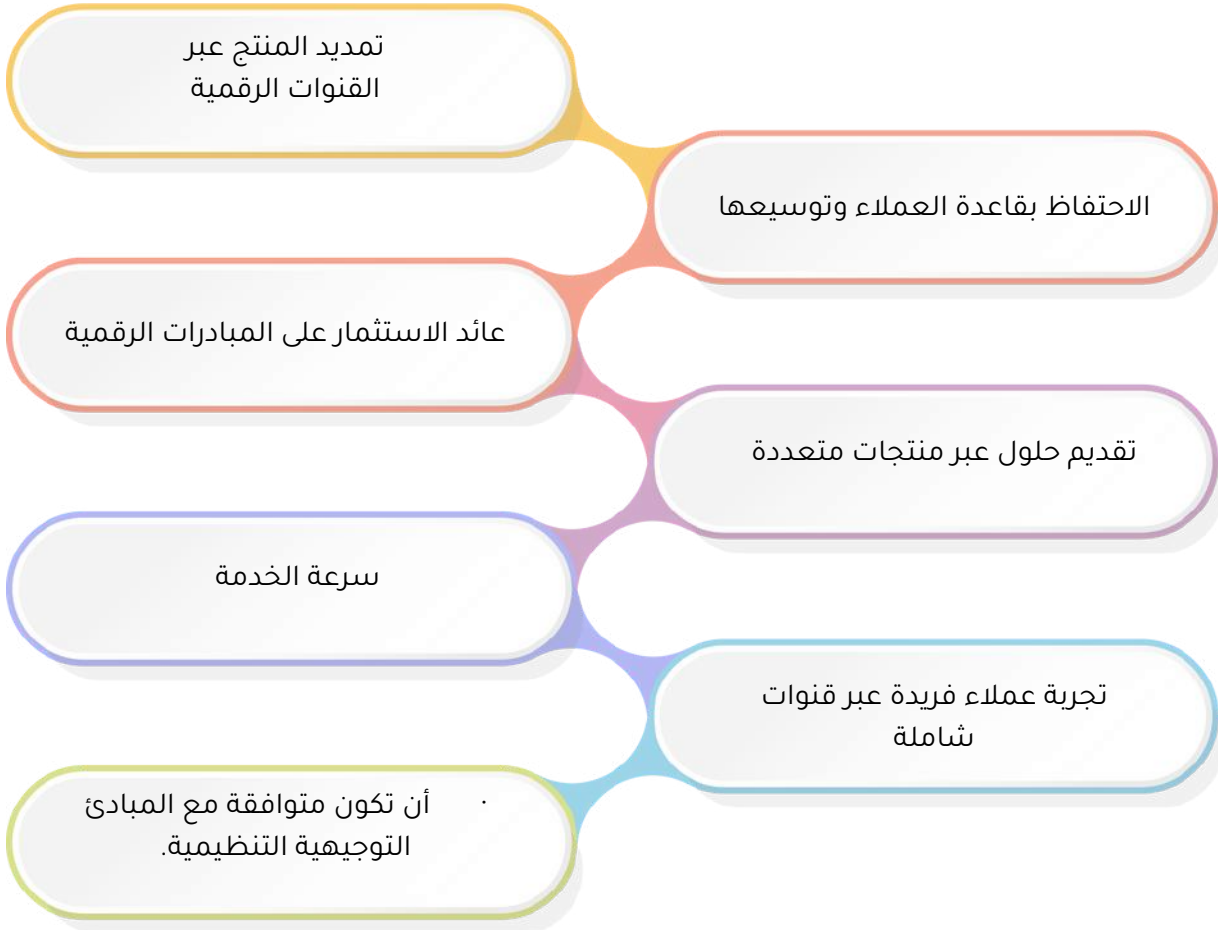 تمديد المنتج عبر
القنوات الرقمية
الاحتفاظ بقاعدة العملاء وتوسيعها
عائد الاستثمار على المبادرات الرقمية
تقديم حلول عبر منتجات متعددة
سرعة الخدمة
تجربة عملاء فريدة عبر قنوات
شاملة
· أن تكون متوافقة مع المبادئ
التوجيهية التنظيمية.